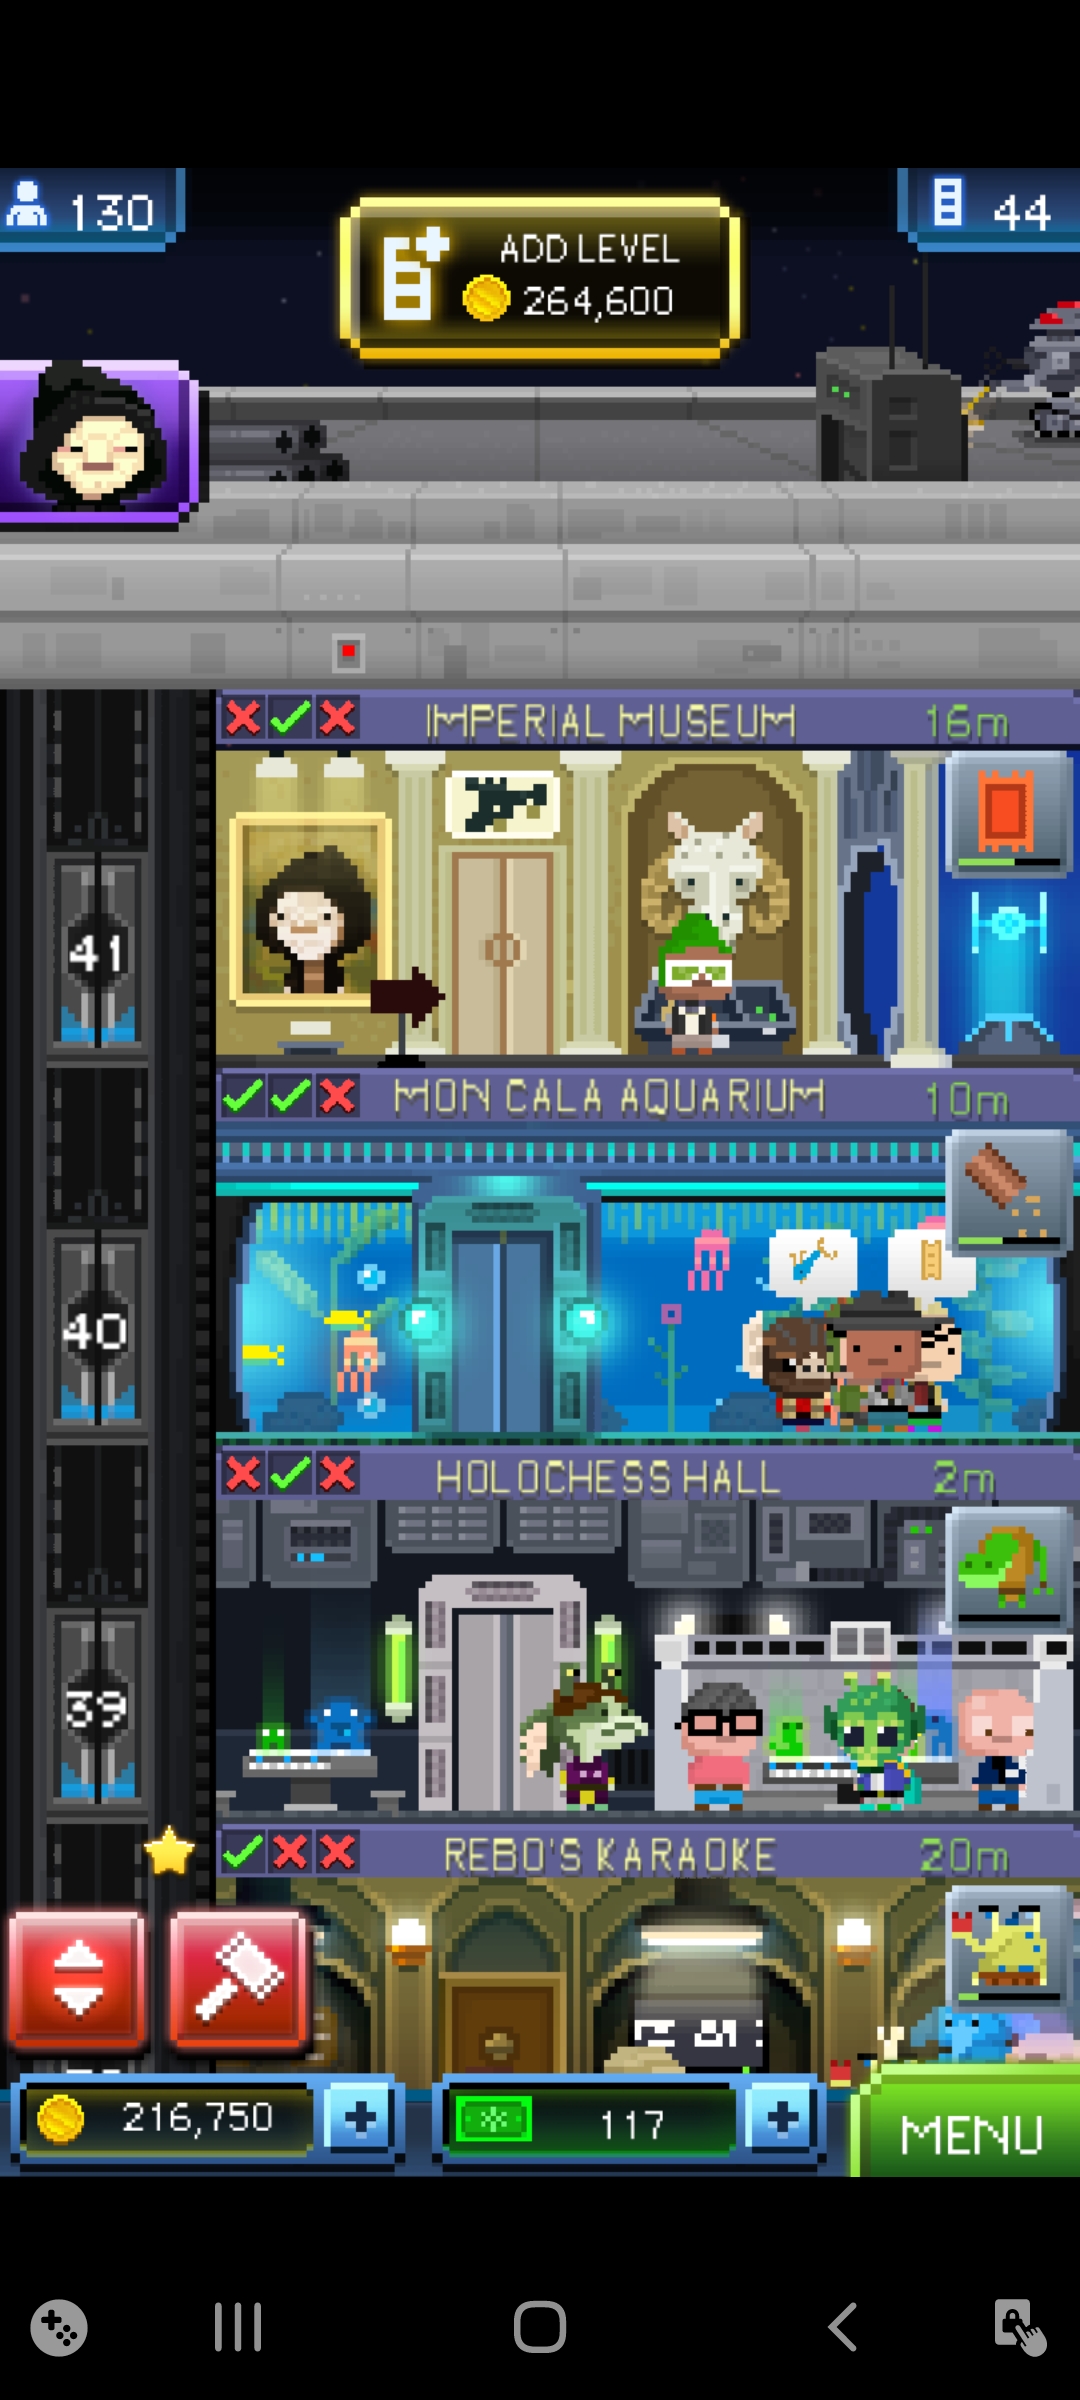 130
ADD LEVEL
264,600
44
IMPERIAL MUSEUM 16m
41
MON CALA AQUARIUM 10m
40
HOLOCHESS HALL 2m
39
REBO'S KARAOKE 20m
216,750
117
MENU